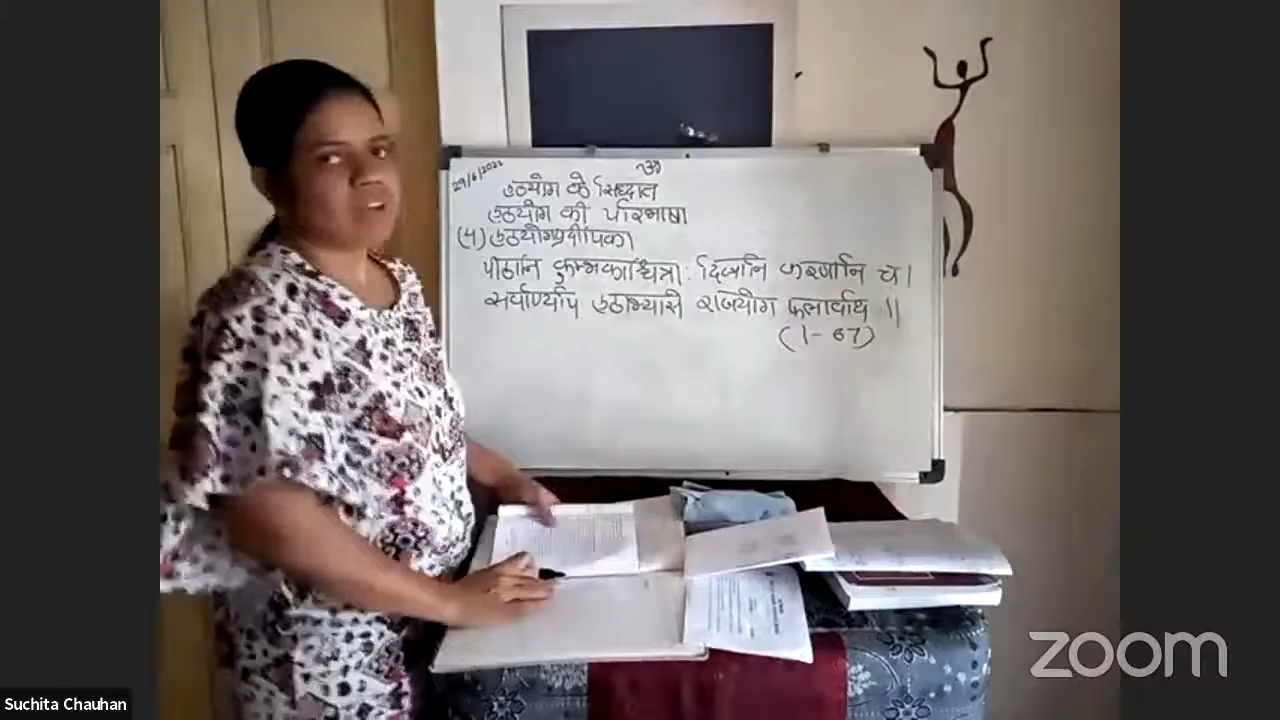 29/6/2021
ॐ
हठयोग के सिद्धांत
हठयोग की परिभाषा
(५) हठयोगप्रदीपिका
पीठानि कुम्भकाश्चित्रा: दिव्यानि करणानि च।
सर्वाण्यपि हठाभ्यासे राजयोग फलावधि ॥
(1-67)
zoom
Suchita Chauhan